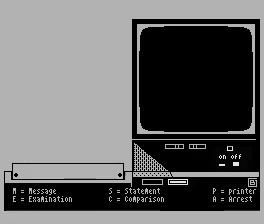 on off
M = Message S = StateMent P = printer
E = ExaMination C = CoMparison A = Arrest